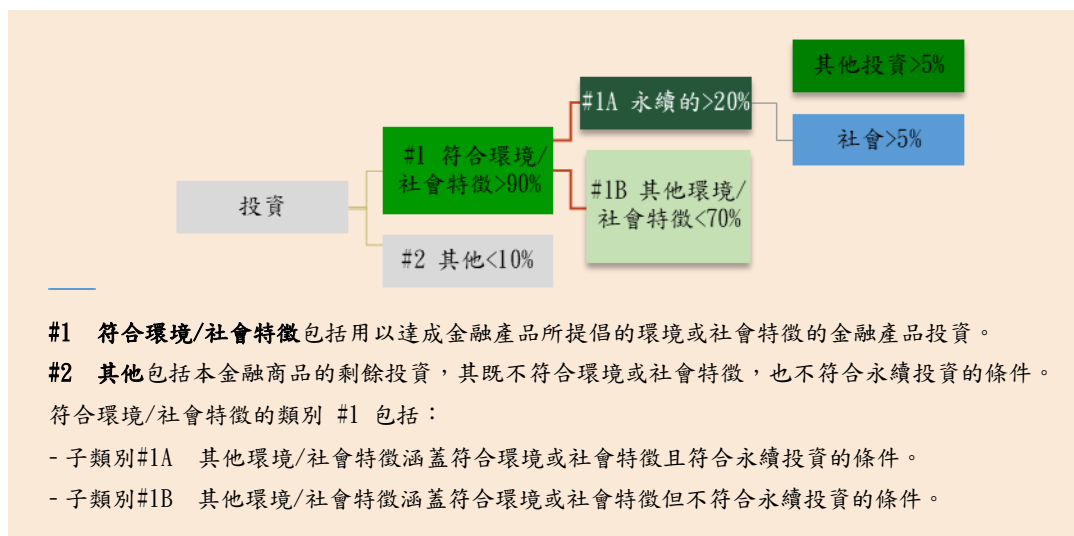 投資
#1 符合環境/
社會特徵>90%
#2 其他<10%
#1A 永續的>20%
#1B 其他環境/
社會特徵<70%
其他投資>5%
社會>5%
#1 符合環境/社會特徵包括用以達成金融產品所提倡的環境或社會特徵的金融產品投資。
#2 其他包括本金融商品的剩餘投資，其既不符合環境或社會特徵，也不符合永續投資的條件。
符合環境/社會特徵的類別 #1 包括：
- 子類別#1A 其他環境/社會特徵涵蓋符合環境或社會特徵且符合永續投資的條件。
- 子類別#1B 其他環境/社會特徵涵蓋符合環境或社會特徵但不符合永續投資的條件。